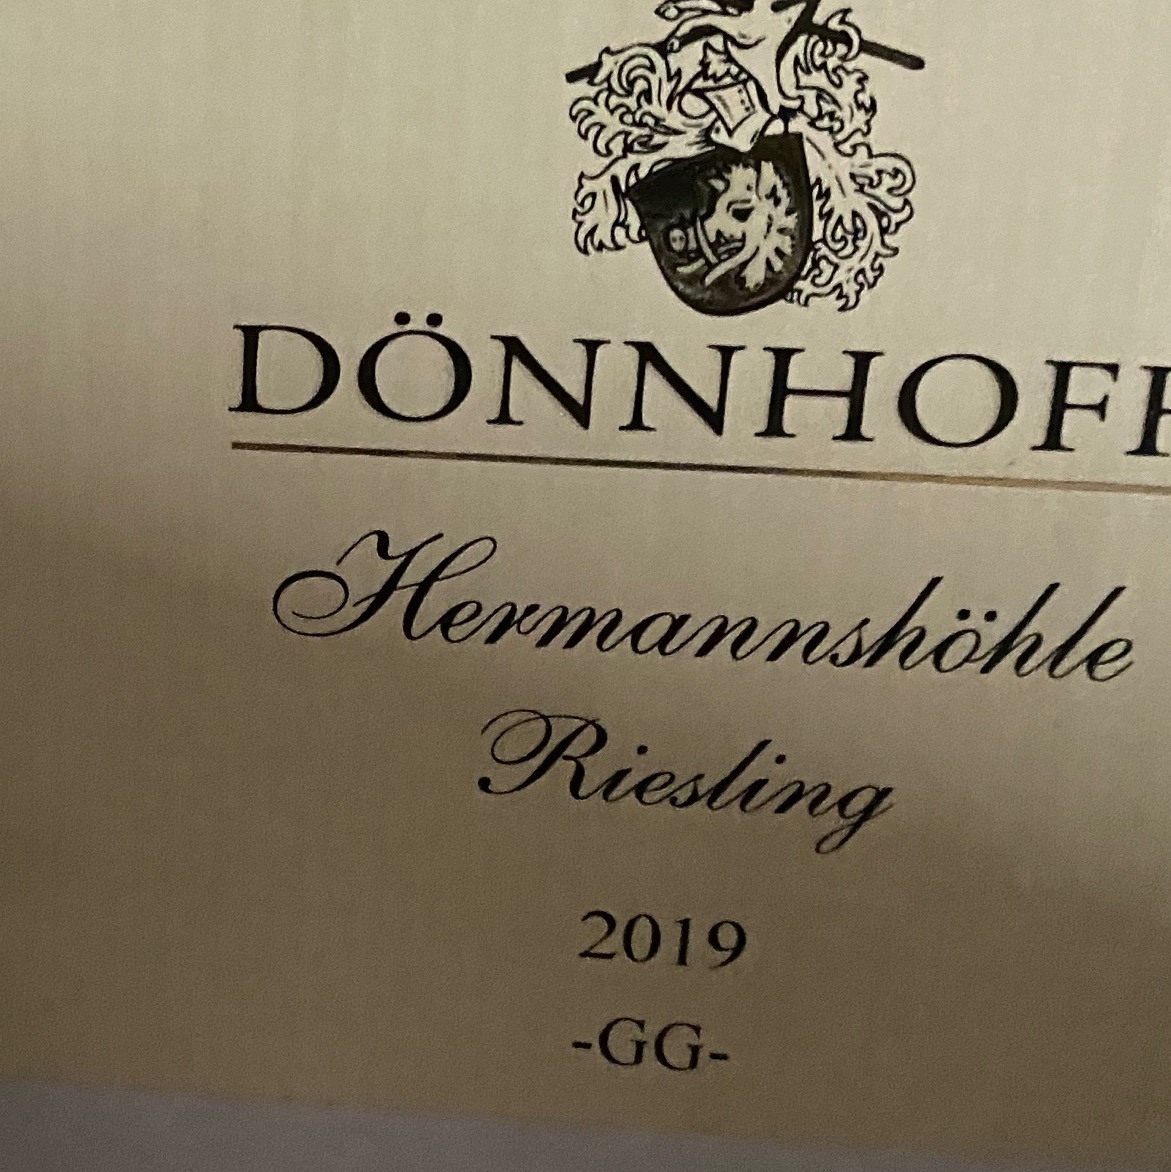 DÖNNHOFF
Hermannshöhle
Riesling
2019
-GG-